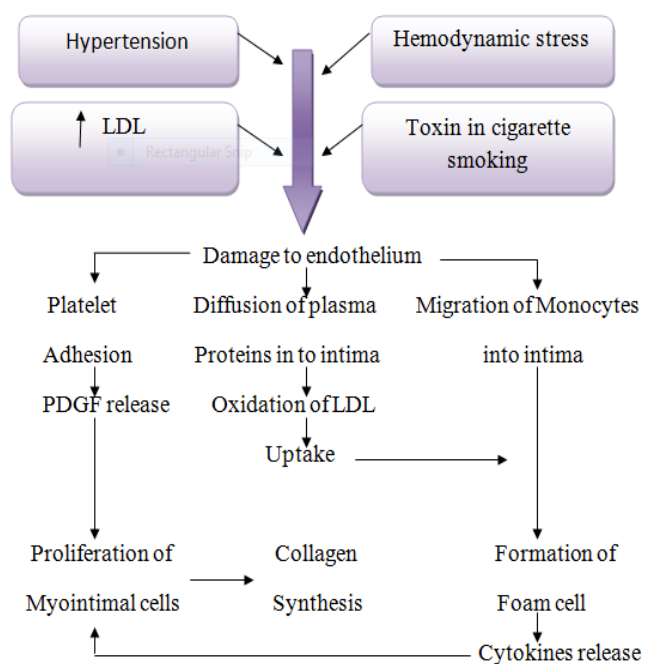 Hypertension
Hemodynamic stress
↑ LDL
Rectangular Snip
Toxin in cigarette
smoking
Damage to endothelium
Platelet
Adhesion
Diffusion of plasma
Proteins in to intima
Migration of Monocytes
into intima
PDGF release
Oxidation of LDL
Uptake
Proliferation of
Myointimal cells
Collagen
Synthesis
Formation of
Foam cell
Cytokines release